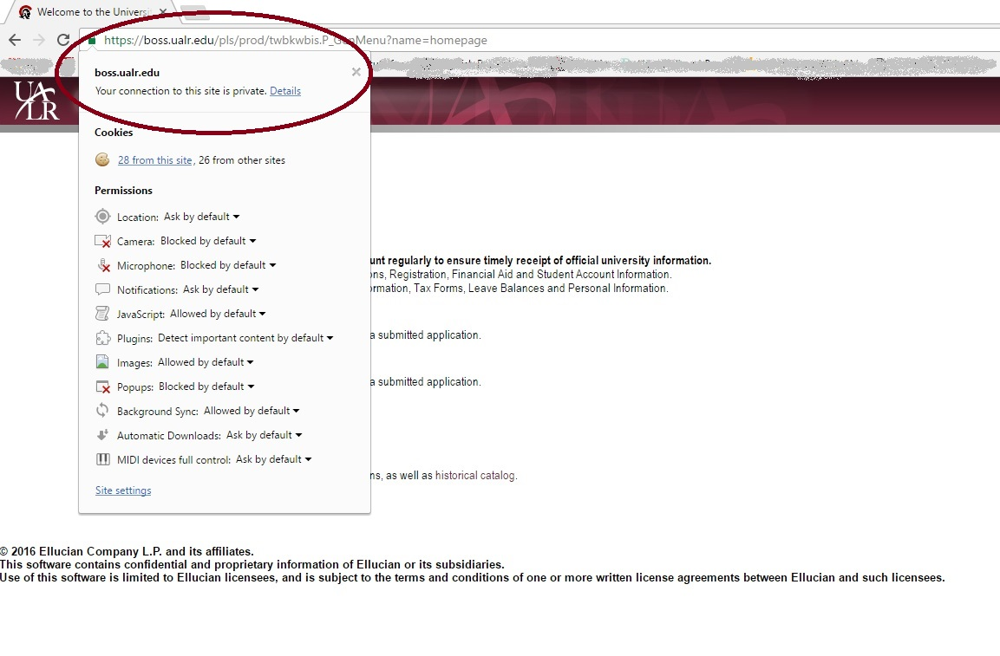 Welcome to the Universi
https://boss.ualr.edu/pls/prod/twbkwbis.P_GenMenu?name=homepage
boss.ualr.edu
Your connection to this site is private. Details
UA
LR
Cookies
28 from this site, 26 from other sites
Permissions
Location: Ask by default
Camera: Blocked by default
unt regularly to ensure timely receipt of official university information.
Microphone: Blocked by default
ons, Registration, Financial Aid and Student Account Information.
Notifications: Ask by default
ormation, Tax Forms, Leave Balances and Personal Information.
JavaScript: Allowed by default
Plugins: Detect important content by default
a submitted application.
Images: Allowed by default
Popups: Blocked by default
a submitted application.
Background Sync: Allowed by default
Automatic Downloads: Ask by default
MIDI devices full control: Ask by default
ns, as well as historical catalog.
Site settings
© 2016 Ellucian Company L.P. and its affiliates.
This software contains confidential and proprietary information of Ellucian or its subsidiaries.
Use of this software is limited to Ellucian licensees, and is subject to the terms and conditions of one or more written license agreements between Ellucian and such licensees.